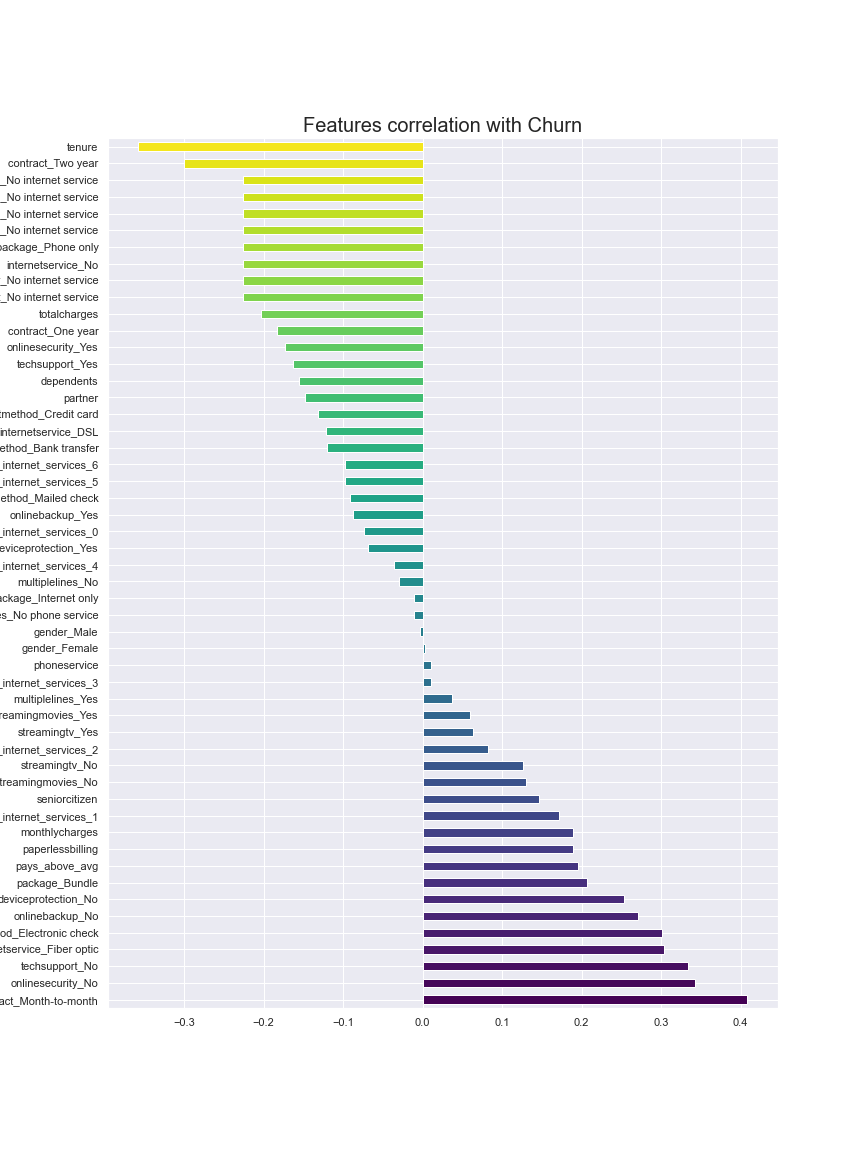 Features correlation with Churn
tenure
contract_Two year
_No internet service
_No internet service
_No internet service
_No internet service
package_Phone only
internetservice_No
_No internet service
_No internet service
totalcharges
contract_One year
onlinesecurity_Yes
techsupport_Yes
dependents
partner
tmethod_Credit card
internetservice_DSL
ethod_Bank transfer
_internet_services_6
_internet_services_5
ethod_Mailed check
onlinebackup_Yes
_internet_services_0
eviceprotection_Yes
_internet_services_4
multiplelines_No
ackage_Internet only
es_No phone service
gender_Male
gender_Female
phoneservice
_internet_services_3
multiplelines_Yes
reamingmovies_Yes
streamingtv_Yes
_internet_services_2
streamingtv_No
treamingmovies_No
seniorcitizen
_internet_services_1
monthlycharges
paperlessbilling
pays_above_avg
package_Bundle
deviceprotection_No
onlinebackup_No
od_Electronic check
etservice_Fiber optic
techsupport_No
onlinesecurity_No
act_Month-to-month
−0.3 −0.2 −0.1 0.0 0.1 0.2 0.3 0.4